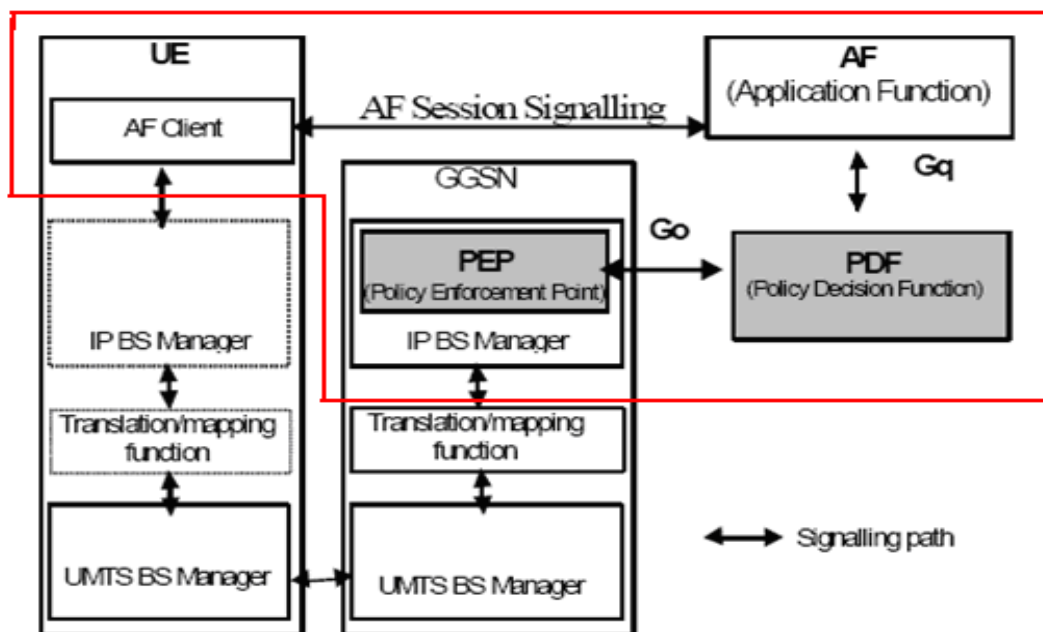 UE
AF Client
AF Session Signalling
AF
(Application Function)
Gq
GGSN
PEP
(Policy Enforcement Point)
IP BS Manager
Go
PDF
(Policy Decision Function)
IP BS Manager
Translation/mapping
function
Translation/mapping
function
UMTS BS Manager
UMTS BS Manager
Signalling path